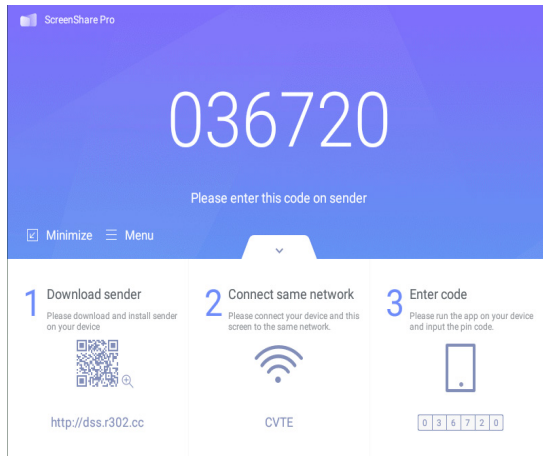 ScreenShare Pro
036720
Please enter this code on sender
Minimize Menu
1 Download sender
Please download and install sender
on your device
http://dss.r302.cc
2 Connect same network
Please connect your device and this
screen to the same network.
CVTE
3 Enter code
Please run the app on your device
and input the pin code.
0 3 6 7 2 0